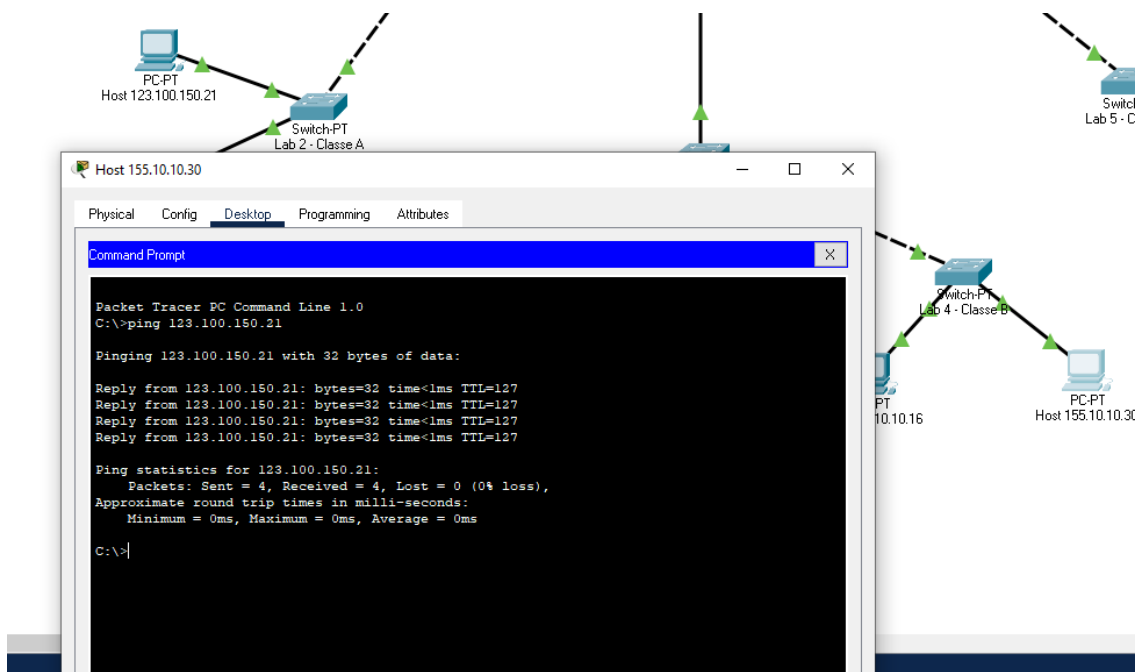 PC-PT
Host 123.100.150.21
Switch-PT
Lab 2 - Classe A
Switch
Lab 5 - C
Host 155.10.10.30
Physical Config Desktop Programming Attributes
Command Prompt
X
Packet Tracer PC Command Line 1.0
C:\>ping 123.100.150.21
Pinging 123.100.150.21 with 32 bytes of data:
Reply from 123.100.150.21: bytes=32 time<1ms TTL=127
Reply from 123.100.150.21: bytes=32 time<1ms TTL=127
Reply from 123.100.150.21: bytes=32 time<1ms TTL=127
Reply from 123.100.150.21: bytes=32 time<1ms TTL=127
Ping statistics for 123.100.150.21:
Packets: Sent = 4, Received = 4, Lost = 0 (0% loss),
Approximate round trip times in milli-seconds:
Minimum = 0ms, Maximum = 0ms, Average = 0ms
C:\>
Switch-PT
Lab 4 - Classe B
PT
10.10.16
PC-PT
Host 155.10.10.30